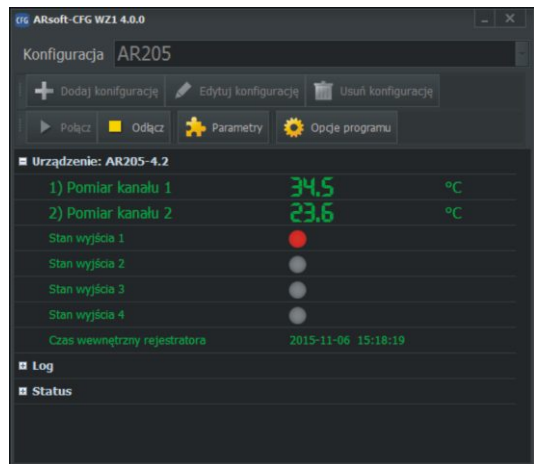 CFG ARsoft-CFG WZ1 4.0.0
Konfiguracja AR205
Dodaj konifgurację Edytuj konfigurację Usuń konfigurację
Połącz Odłącz Parametry Opcje programu
Urządzenie: AR205-4.2
1) Pomiar kanału 1 34.5 °C
2) Pomiar kanału 2 23.6 °C
Stan wyjścia 1
Stan wyjścia 2
Stan wyjścia 3
Stan wyjścia 4
Czas wewnętrzny rejestratora 2015-11-06 15:18:19
Log
Status